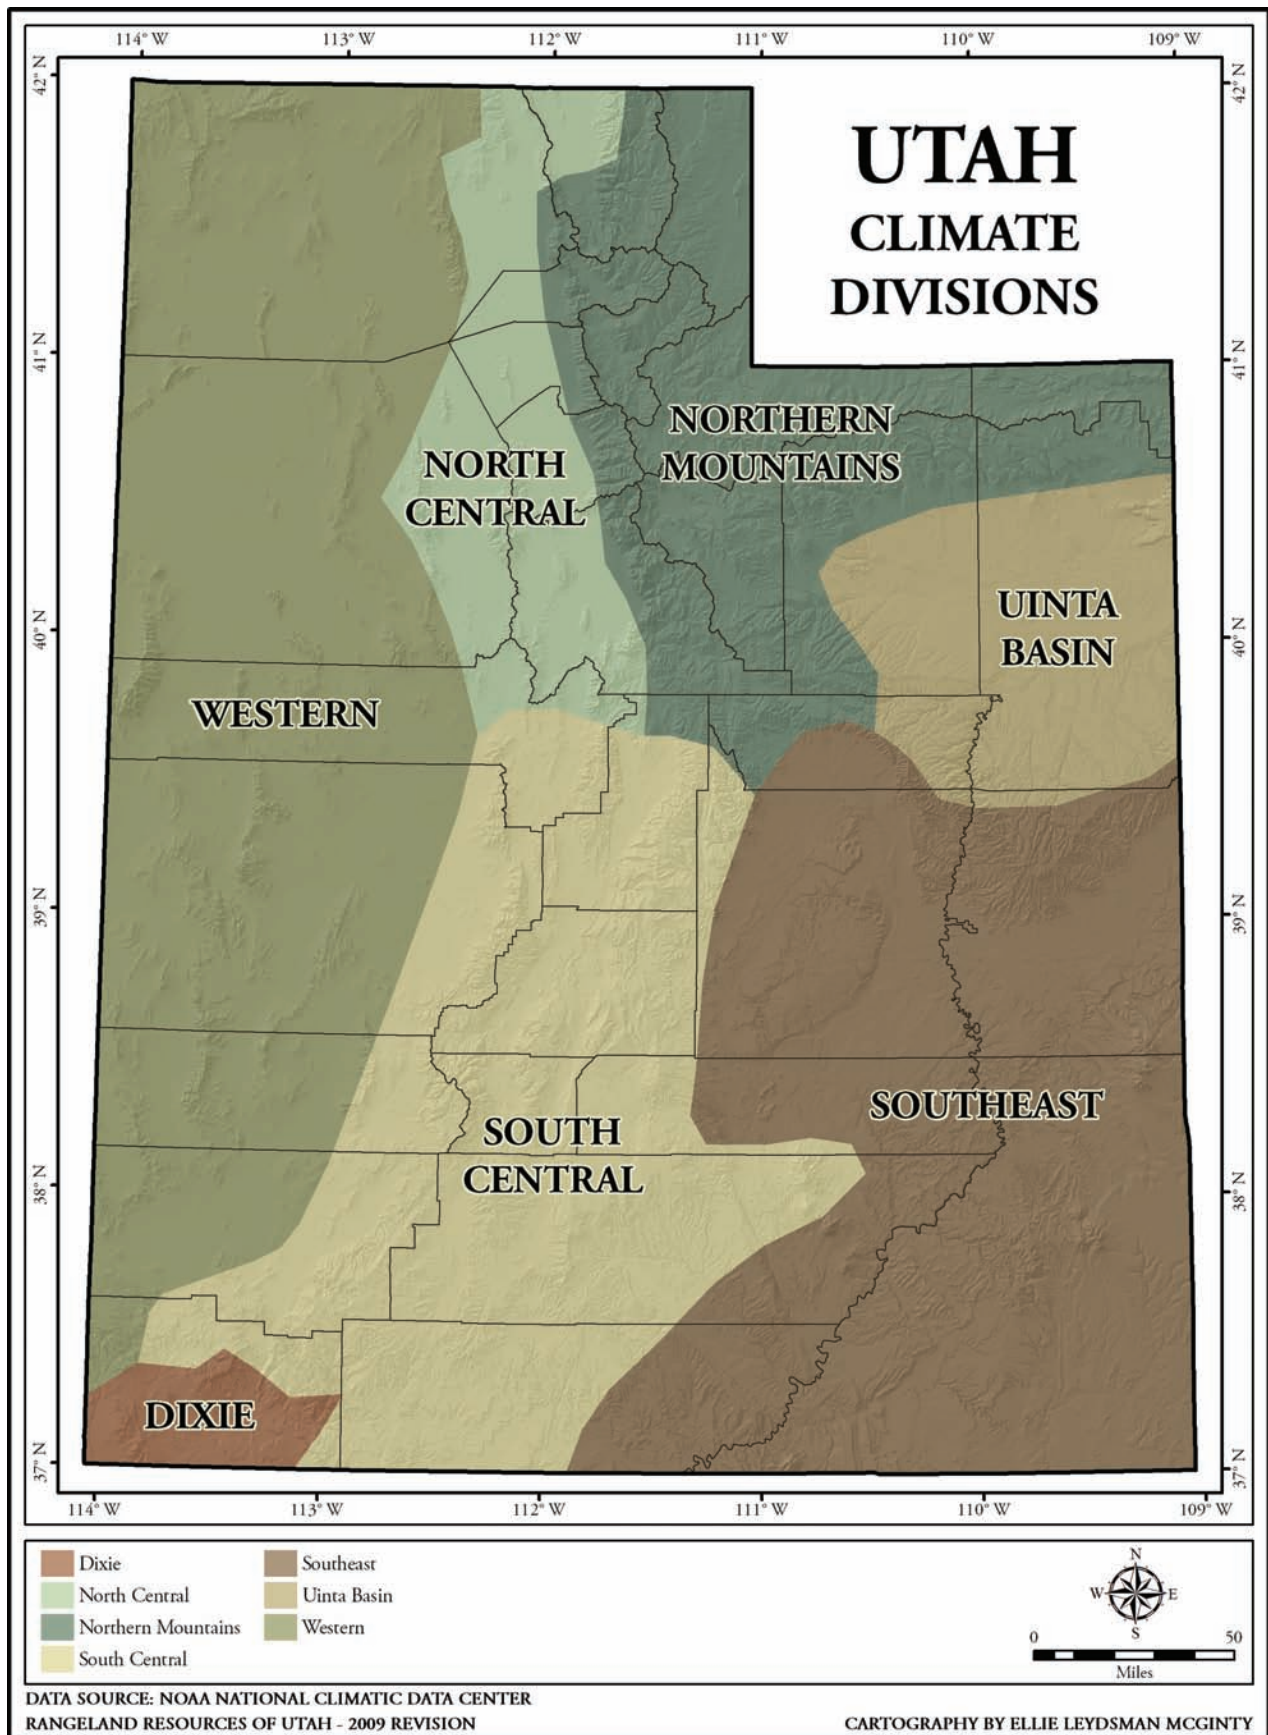 114° W 113° W 112° W 111° W 110° W 109° W
42° N 42° N
UTAH
CLIMATE
DIVISIONS
41° N 41° N
NORTHERN
MOUNTAINS
NORTH
CENTRAL
UINTA
BASIN
40° N 40° N
WESTERN
39° N 39° N
SOUTHEAST
SOUTH
CENTRAL
38° N 38° N
DIXIE
37° N 37° N
114° W 113° W 112° W 111° W 110° W 109° W
Dixie
North Central
Northern Mountains
South Central
Southeast
Uinta Basin
Western
N
W E
S
0 50
Miles
DATA SOURCE: NOAA NATIONAL CLIMATIC DATA CENTER
RANGELAND RESOURCES OF UTAH - 2009 REVISION
CARTOGRAPHY BY ELLIE LEYDSMAN MCGINTY